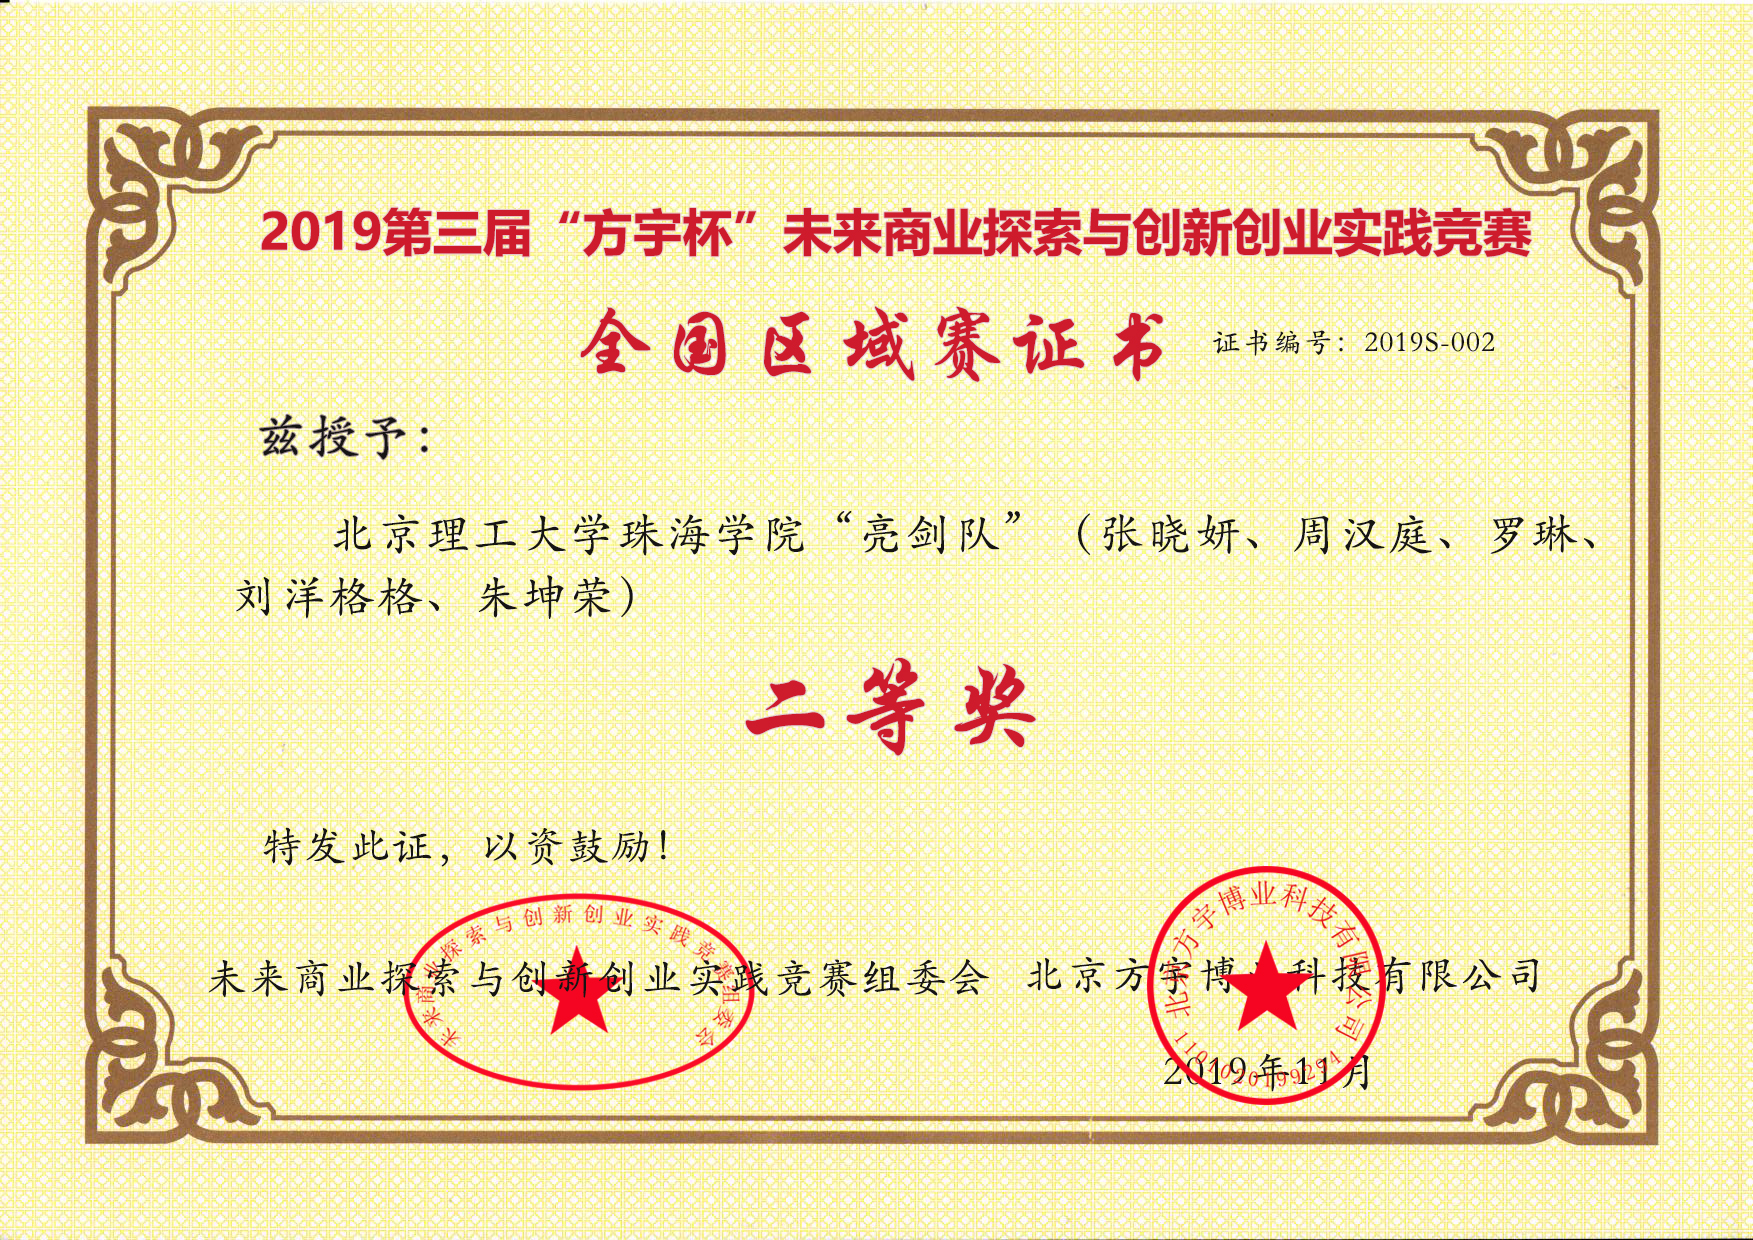 2019第三届“方宇杯”未来商业探索与创新创业实践竞赛
全国区域赛证书
证书编号：2019S-002
兹授予：
北京理工大学珠海学院“亮剑队”（张晓妍、周汉庭、罗琳、
刘洋格格、朱坤荣）
二等奖
特发此证，以资鼓励！
未来商业探索与创新创业实践竞赛组委会
北京方宇博业科技有限公司
2019年11月
未来商业探索与创新创业实践竞赛组委会
北京方宇博业科技有限公司